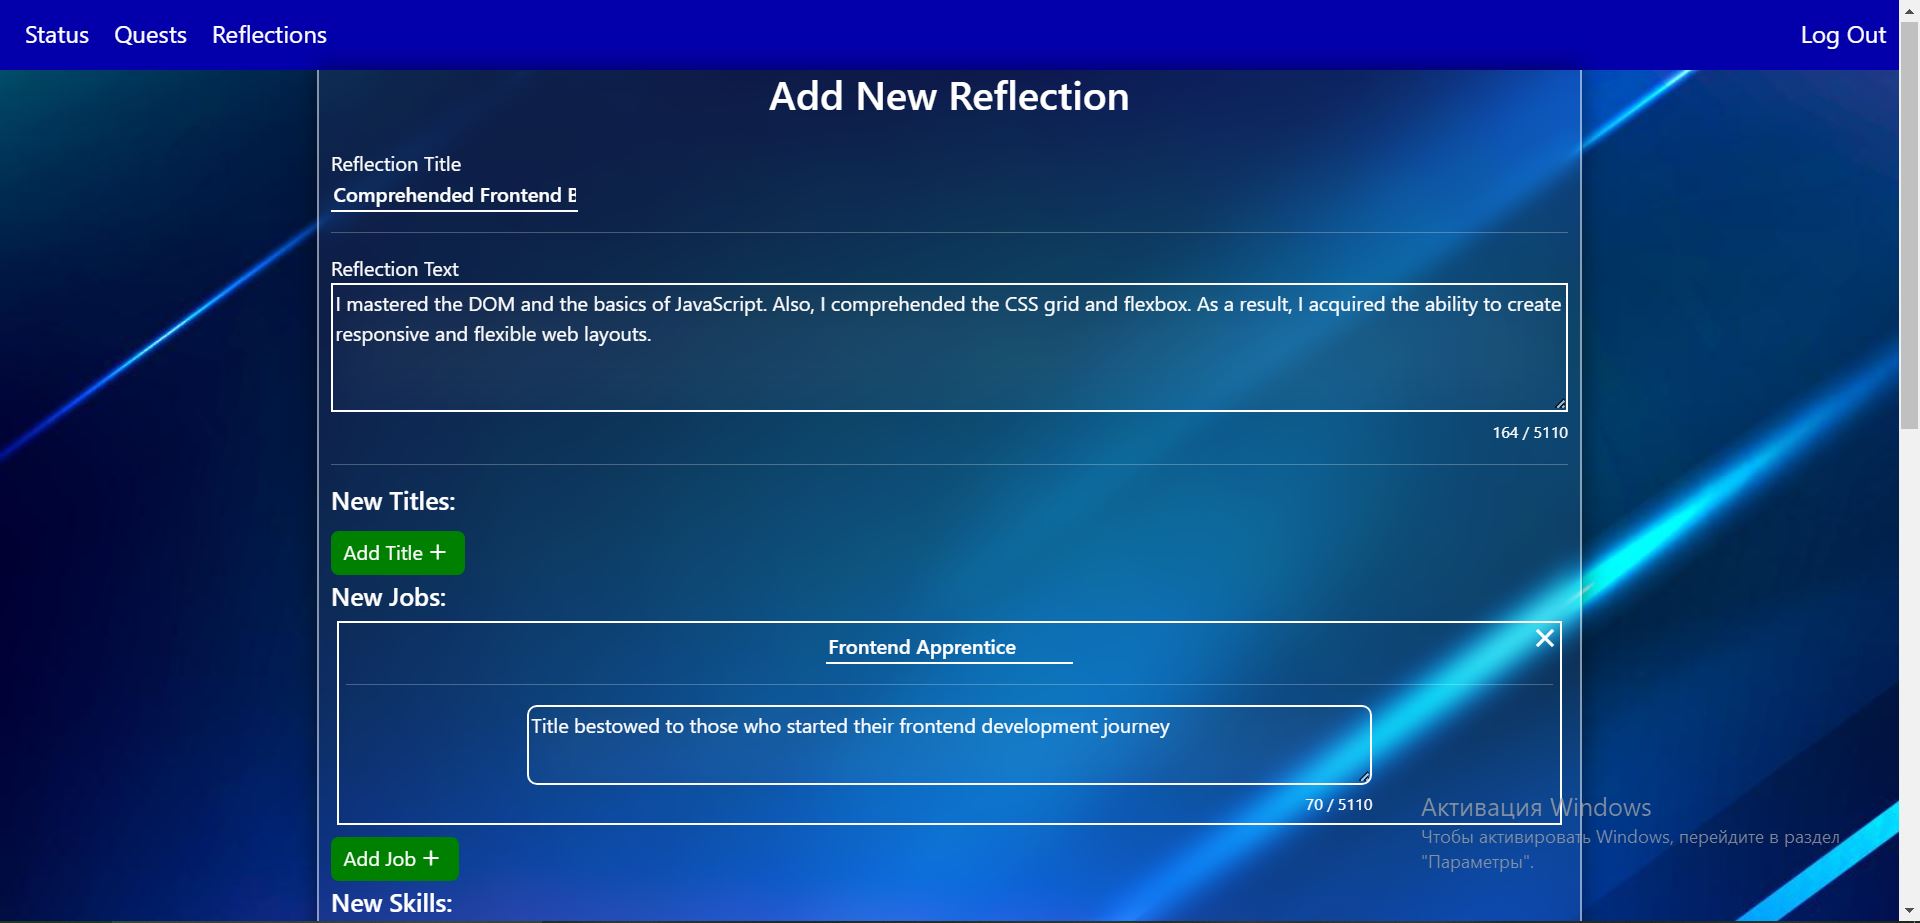 Status Quests Reflections Log Out
Add New Reflection
Reflection Title
Comprehended Frontend
Reflection Text
I mastered the DOM and the basics of JavaScript. Also, I comprehended the CSS grid and flexbox. As a result, I acquired the ability to create
responsive and flexible web layouts.
164 / 5110
New Titles:
Add Title +
New Jobs:
Frontend Apprentice
Title bestowed to those who started their frontend development journey
70 / 5110
Активация Windows
Чтобы активировать Windows, перейдите в раздел
"Параметры".
Add Job +
New Skills: